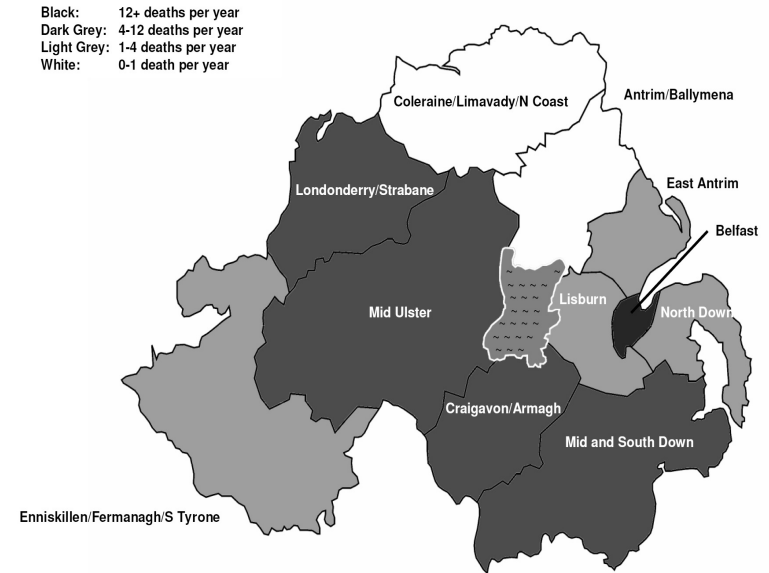 Black: 12+ deaths per year
Dark Grey: 4-12 deaths per year
Light Grey: 1-4 deaths per year
White: 0-1 death per year
Coleraine/Limavady/N Coast
Antrim/Ballymena
Londonderry/Strabane
East Antrim
Belfast
Lisburn
Mid Ulster
North Down
Craigavon/Armagh
Mid and South Down
Enniskillen/Fermanagh/S Tyrone